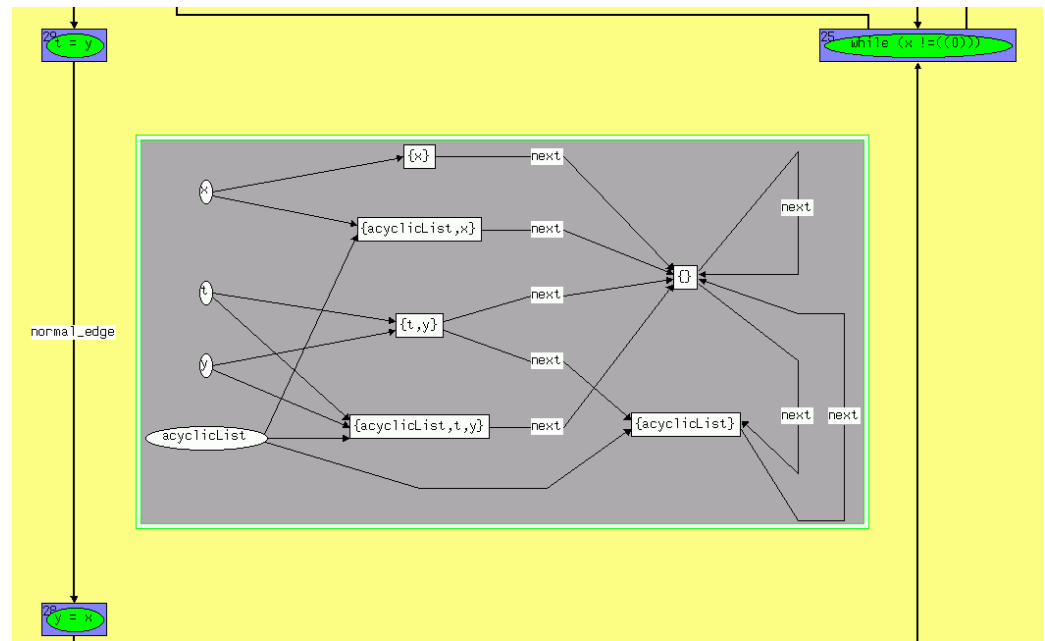 29
t = y
25
while (x !=((0)))
{x}
next
x
next
{acyclicList,x}
next
{}
t
next
{t,y}
normal_edge
next
y
{acyclicList,t,y}
next
{acyclicList}
next
next
acyclicList
28
y = x